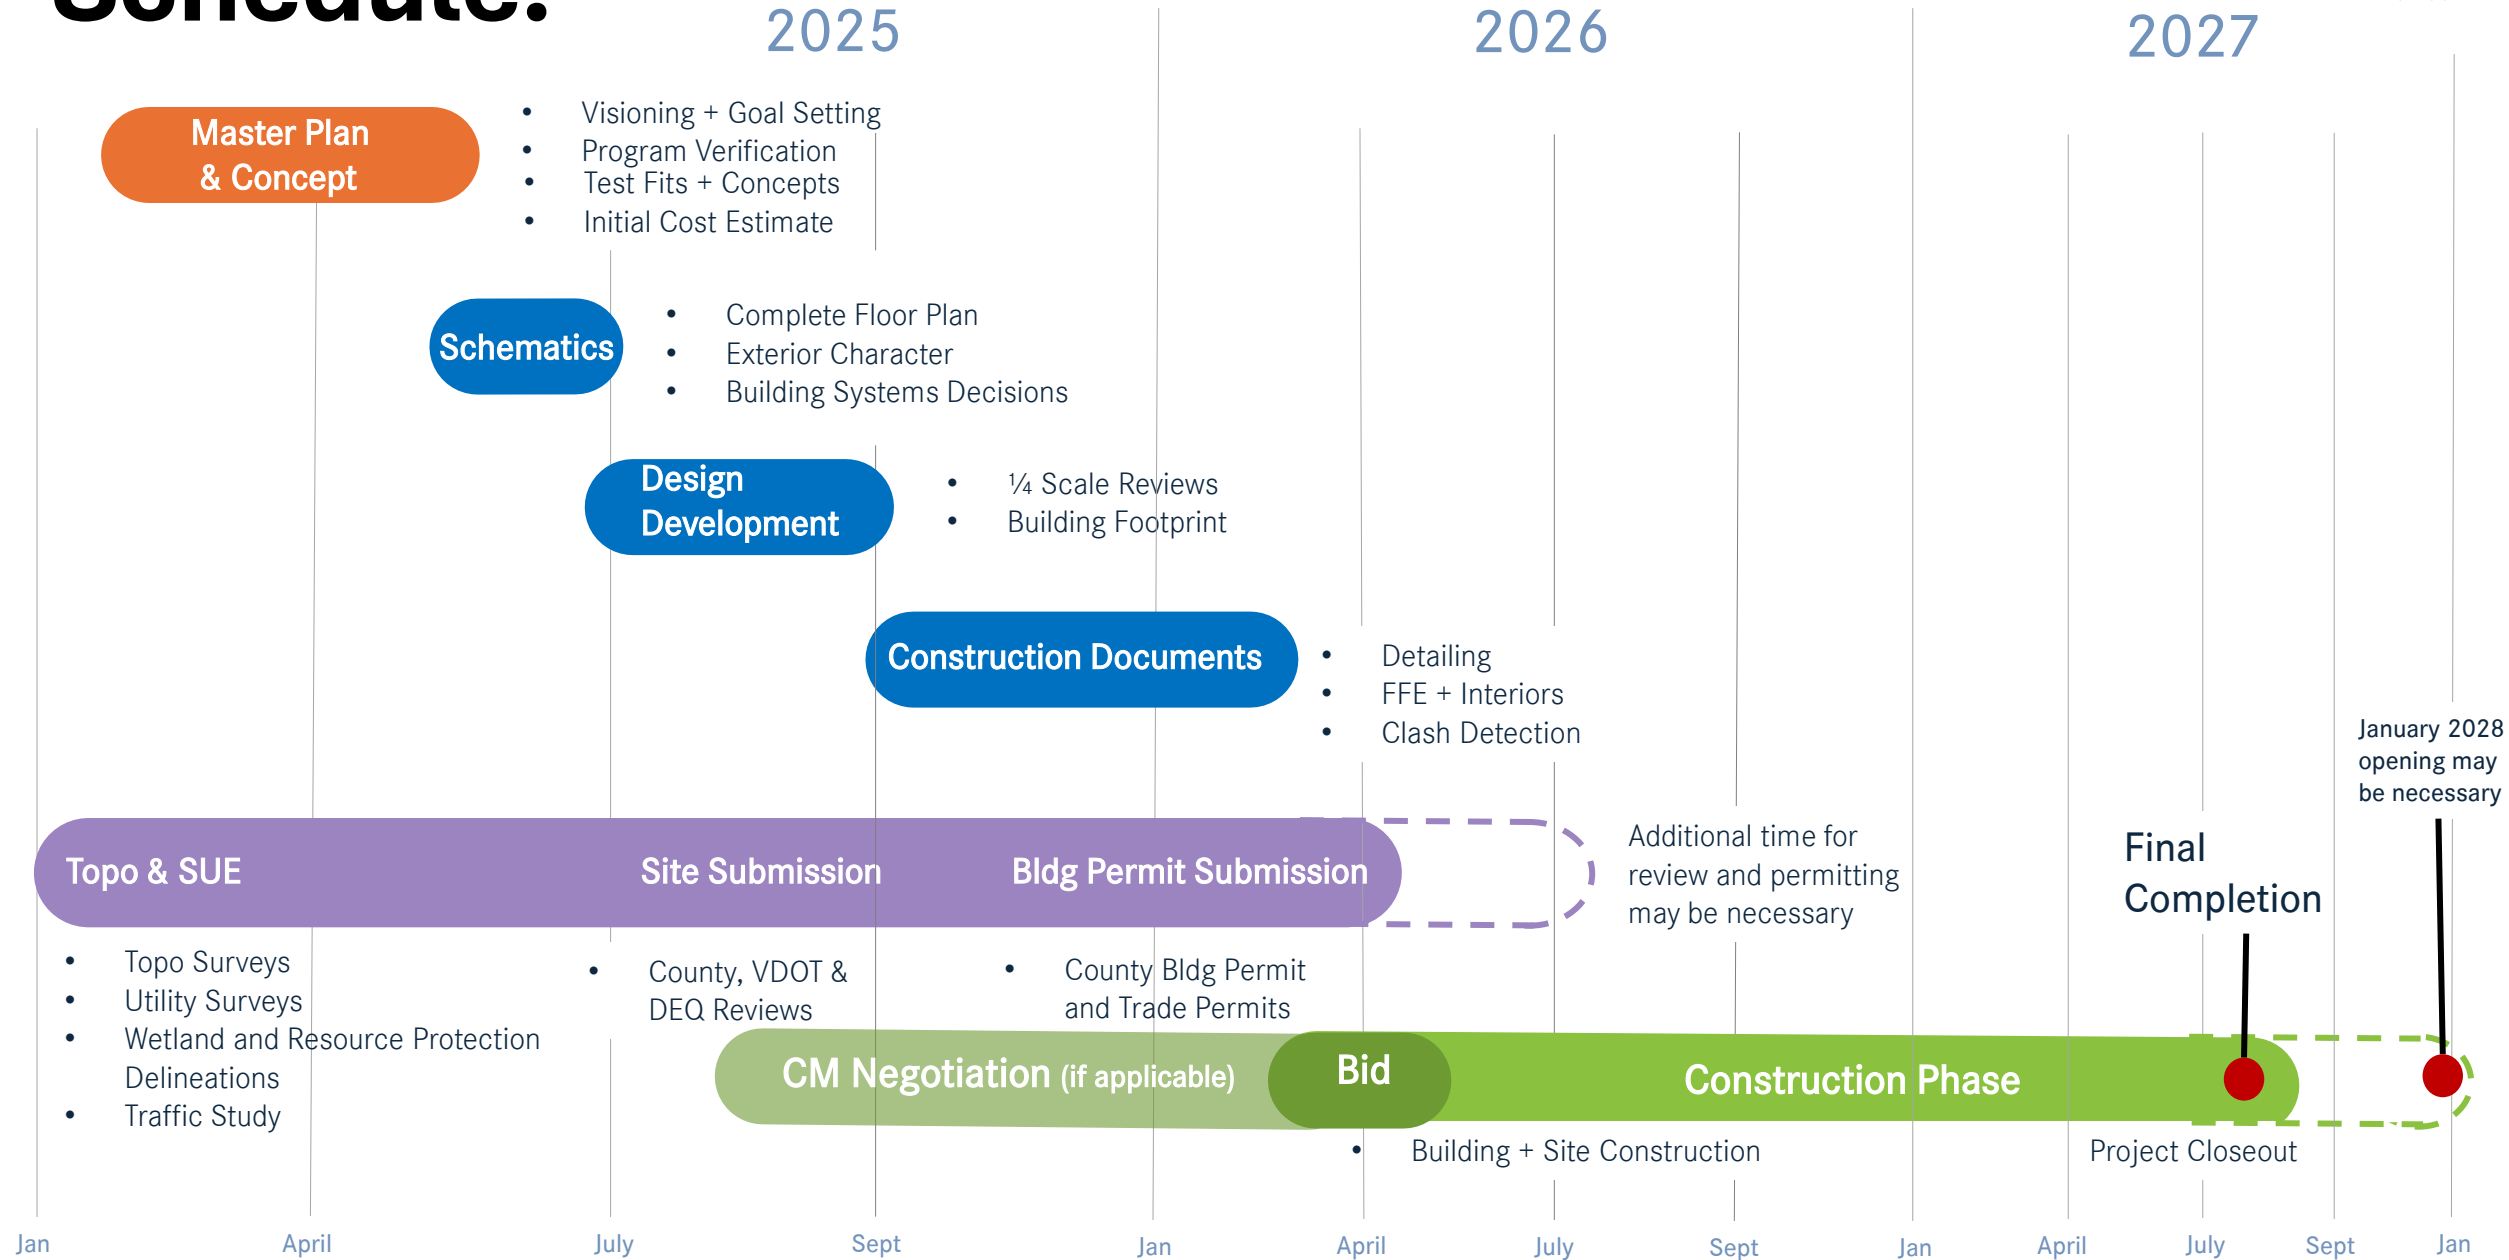 Schedule:
2025
2026
2027
Master Plan
& Concept
• Visioning + Goal Setting
• Program Verification
• Test Fits + Concepts
• Initial Cost Estimate
Schematics
• Complete Floor Plan
• Exterior Character
• Building Systems Decisions
Design
Development
• ¼ Scale Reviews
• Building Footprint
Construction Documents
• Detailing
• FFE + Interiors
• Clash Detection
January 2028
opening may
be necessary
Topo & SUE
Site Submission
Bldg Permit Submission
Additional time for
review and permitting
may be necessary
Final
Completion
• Topo Surveys
• Utility Surveys
• Wetland and Resource Protection
Delineations
• Traffic Study
• County, VDOT &
DEQ Reviews
• County Bldg Permit
and Trade Permits
CM Negotiation (if applicable)
Bid
Construction Phase
• Building + Site Construction
Project Closeout
Jan
April
July
Sept
Jan
April
July
Sept
Jan
April
July
Sept
Jan